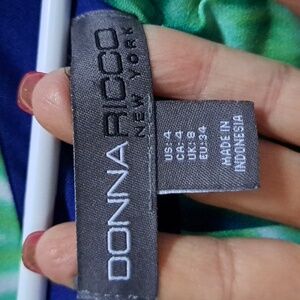 DONNA RICCO
NEW YORK
US:4
CA:4
UK:8
EU:34
MADE IN
INDONESIA